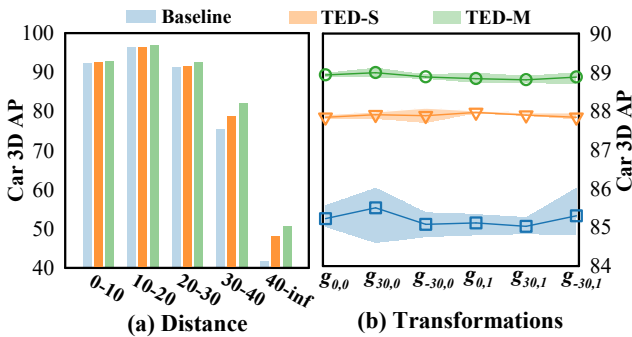 Baseline TED-S TED-M
Car 3D AP
100
90
80
70
60
50
40
0-10 10-20 20-30 30-40 40-inf
(a) Distance
90
89
88
87
86
85
84
Car 3D AP
g0,0 g30,0 g-30,0 g0,1 g30,1 g-30,1
(b) Transformations